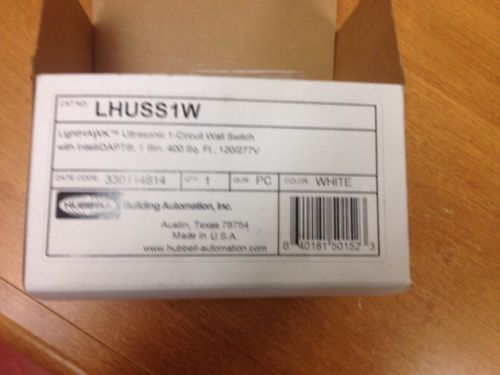 CAT NO. LHUSS1W
LightHAWK™ Ultrasonic 1-Circuit Wall Switch
with IntelliDAPT®, 1 Btn, 400 Sq. Ft., 120/277V
DATE CODE: 330114814 QTY: 1 QUM: PC COLOR: WHITE
HUBBELL Building Automation, Inc.
Austin, Texas 78754
Made in U.S.A.
www.hubbell-automation.com
6 40181 50152 3